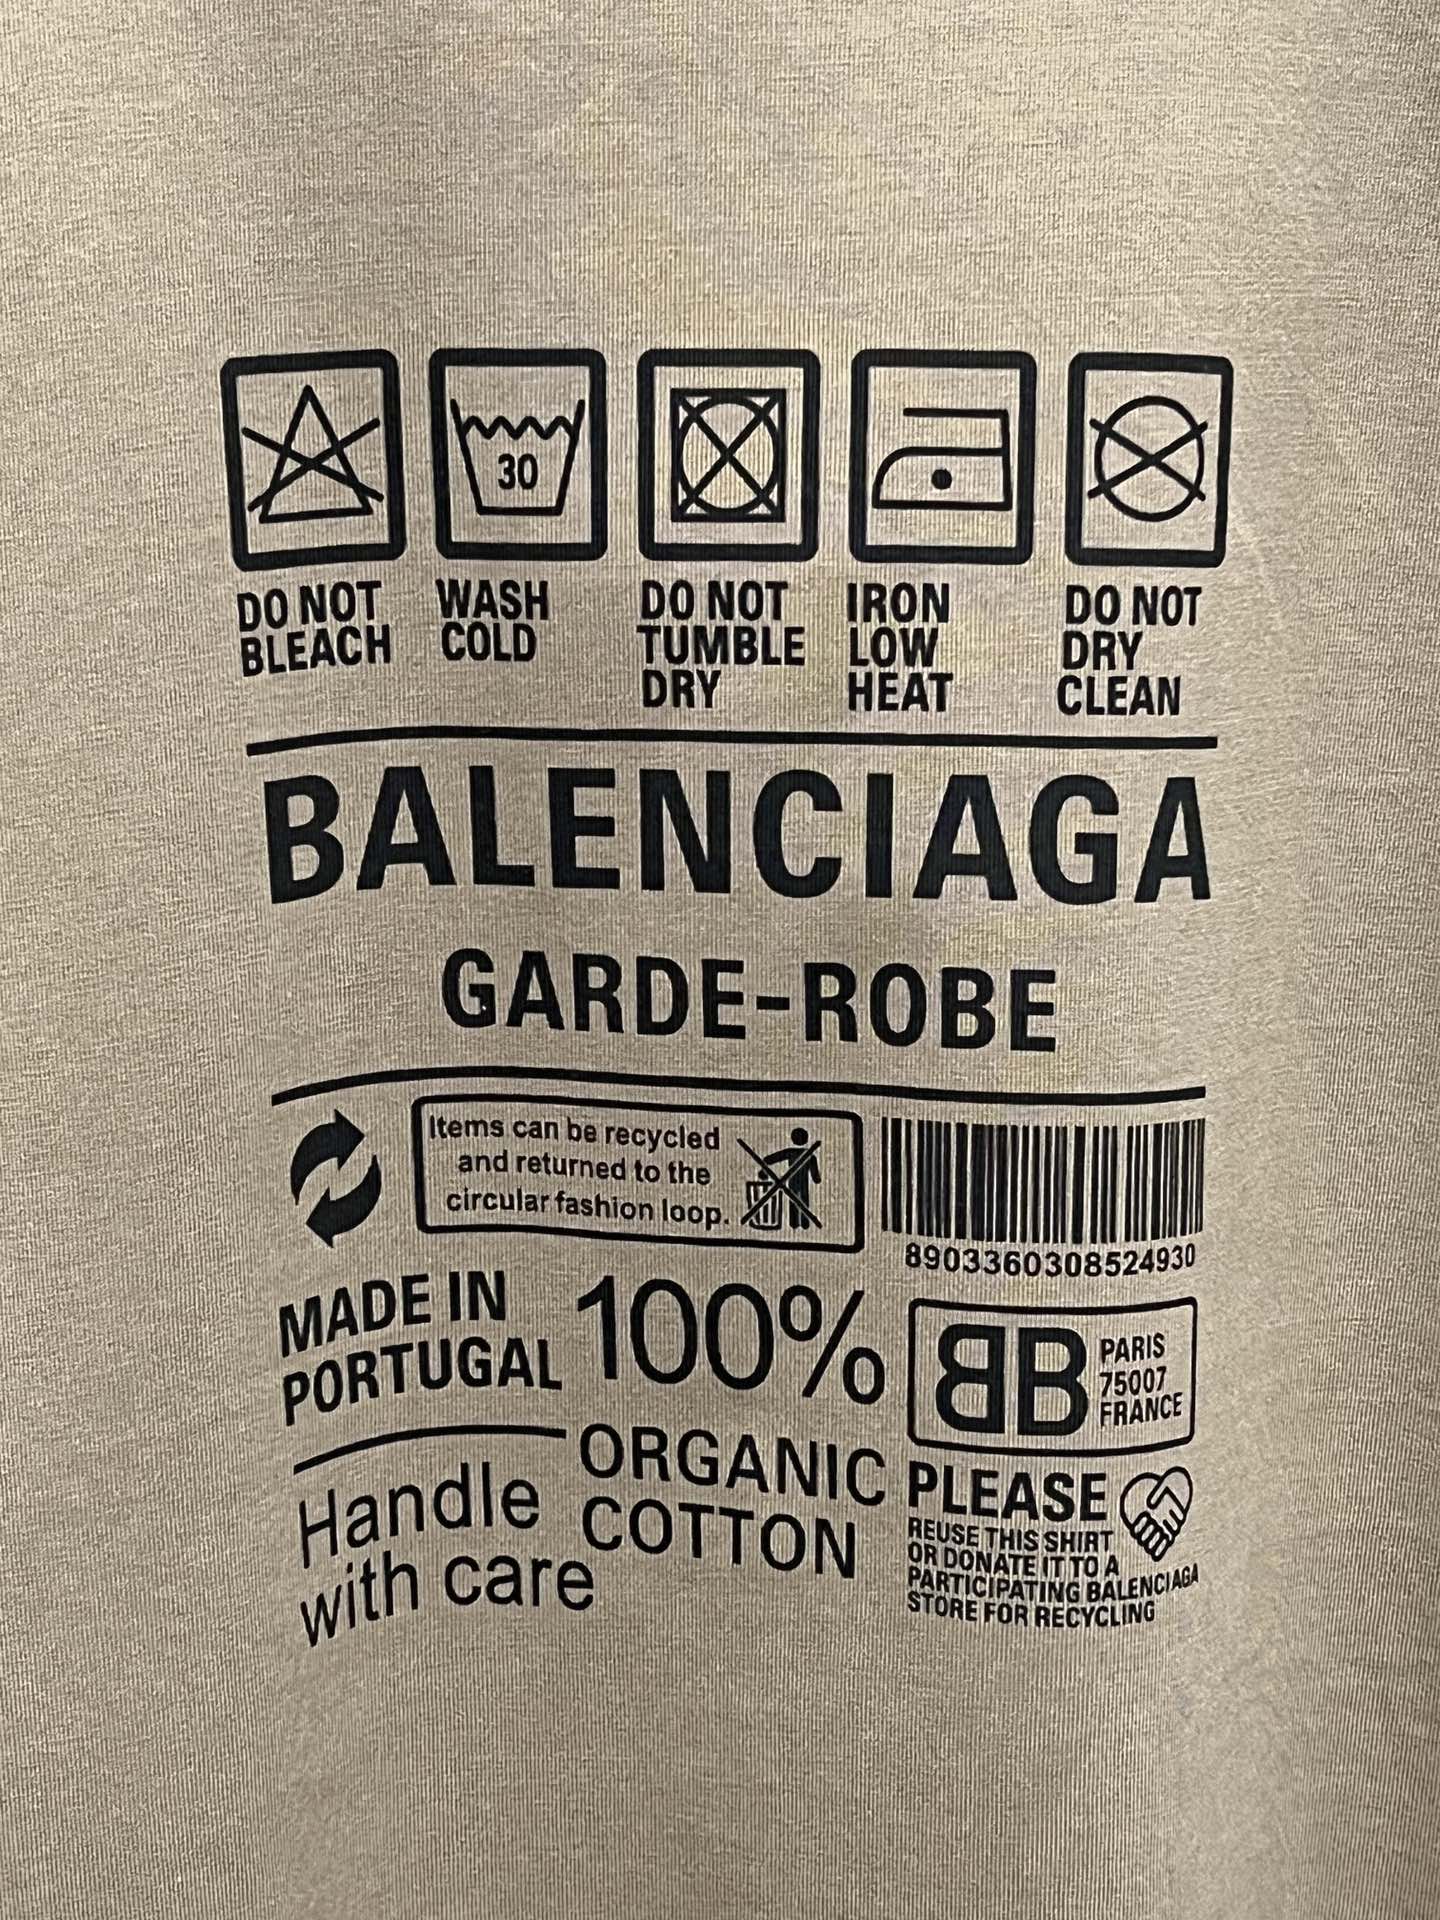 30
DO NOT
BLEACH
WASH
COLD
DO NOT
TUMBLE
DRY
IRON
LOW
HEAT
DO NOT
DRY
CLEAN
BALENCIAGA
GARDE-ROBE
Items can be recycled
and returned to the
circular fashion loop.
8903360308524930
MADE IN
PORTUGAL
100%
ORGANIC
COTTON
Handle
with care
BB
PARIS
75007
FRANCE
PLEASE
REUSE THIS SHIRT
OR DONATE IT TO A
PARTICIPATING BALENCIAGA
STORE FOR RECYCLING